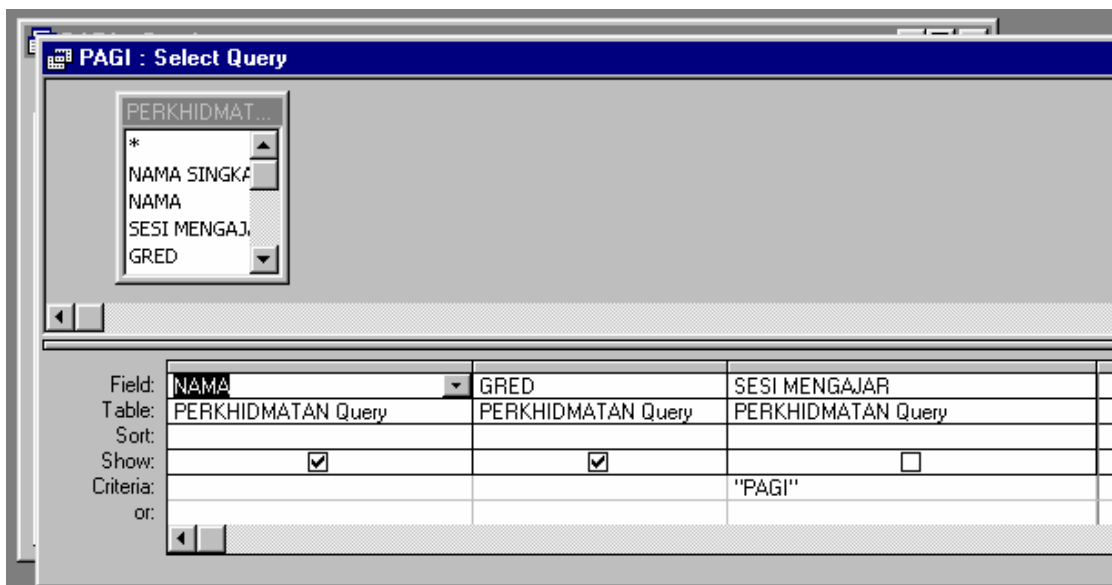 PAGI : Select Query
PERKHIDMAT...
*
NAMA SINGKA
NAMA
SESI MENGAJ
GRED
Field: NAMA GRED SESI MENGAJAR
Table: PERKHIDMATAN Query PERKHIDMATAN Query PERKHIDMATAN Query
Sort:
Show:
Criteria: "PAGI"
or: